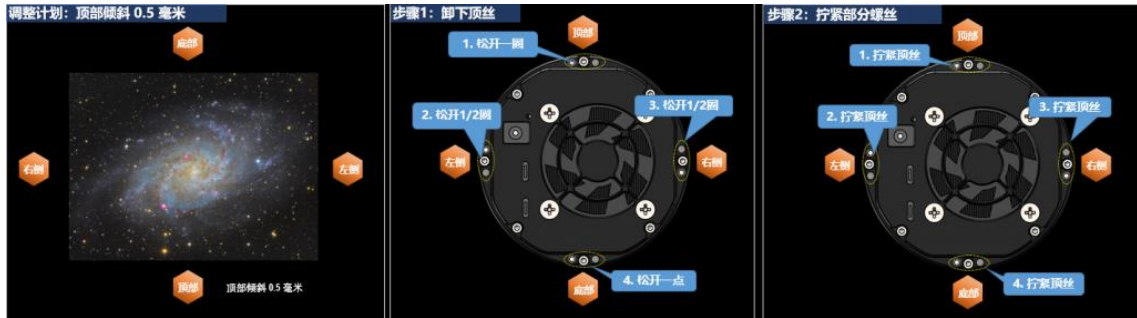 调整计划：顶部倾斜 0.5 毫米
底部
右侧
左侧
顶部
顶部倾斜 0.5 毫米
步骤1：卸下顶丝
顶部
1. 松开一圈
2. 松开1/2圈
3. 松开1/2圈
左侧
右侧
4. 松开一点
底部
步骤2：拧紧部分螺丝
顶部
1. 拧紧顶丝
2. 拧紧顶丝
3. 拧紧顶丝
左侧
右侧
4. 拧紧顶丝
底部